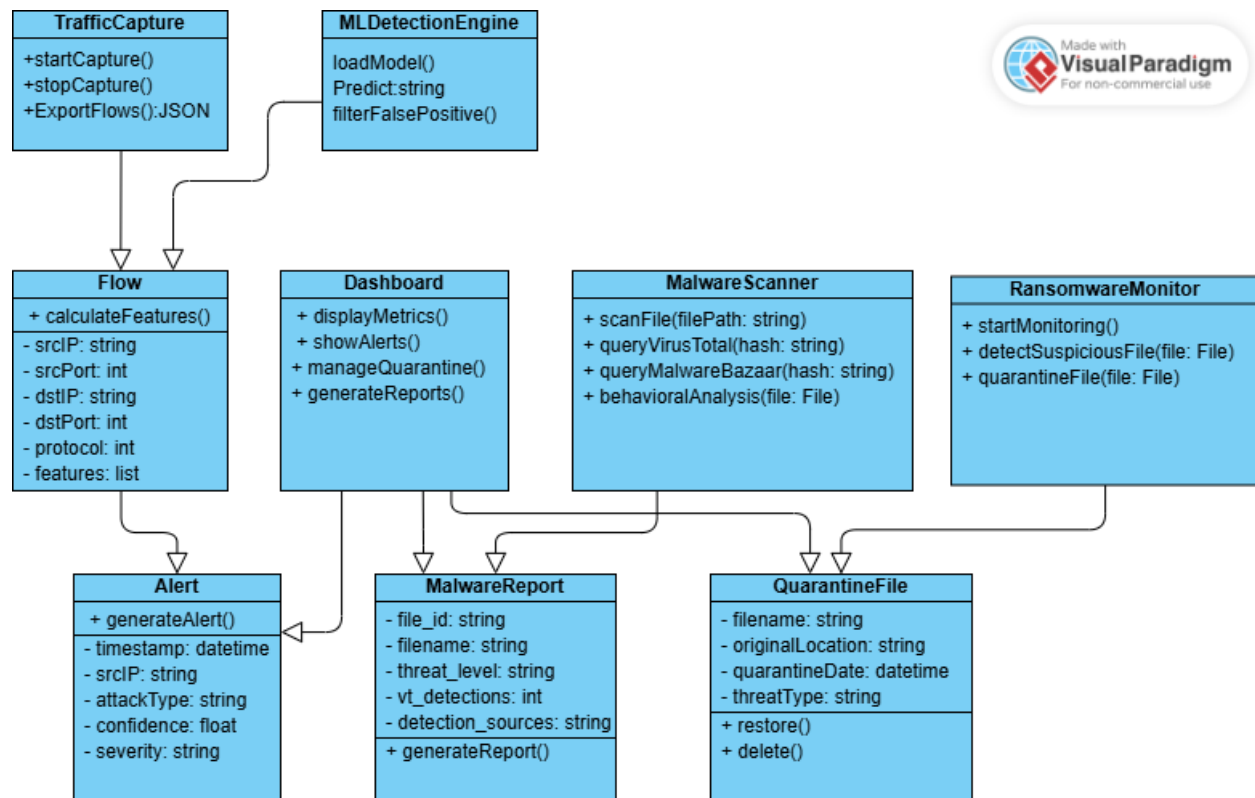 TrafficCapture
+startCapture()
+stopCapture()
+ExportFlows():JSON
MLDetectionEngine
loadModel()
Predict:string
filterFalsePositive()
Made with
Visual Paradigm
For non-commercial use
Flow
+ calculateFeatures()
- srcIP: string
- srcPort: int
- dstIP: string
- dstPort: int
- protocol: int
- features: list
Dashboard
+ displayMetrics()
+ showAlerts()
+ manageQuarantine()
+ generateReports()
MalwareScanner
+ scanFile(filePath: string)
+ queryVirusTotal(hash: string)
+ queryMalwareBazaar(hash: string)
+ behavioralAnalysis(file: File)
RansomwareMonitor
+ startMonitoring()
+ detectSuspiciousFile(file: File)
+ quarantineFile(file: File)
Alert
+ generateAlert()
- timestamp: datetime
- srcIP: string
- attackType: string
- confidence: float
- severity: string
MalwareReport
- file_id: string
- filename: string
- threat_level: string
- vt_detections: int
- detection_sources: string
+ generateReport()
QuarantineFile
- filename: string
- originalLocation: string
- quarantineDate: datetime
- threatType: string
+ restore()
+ delete()